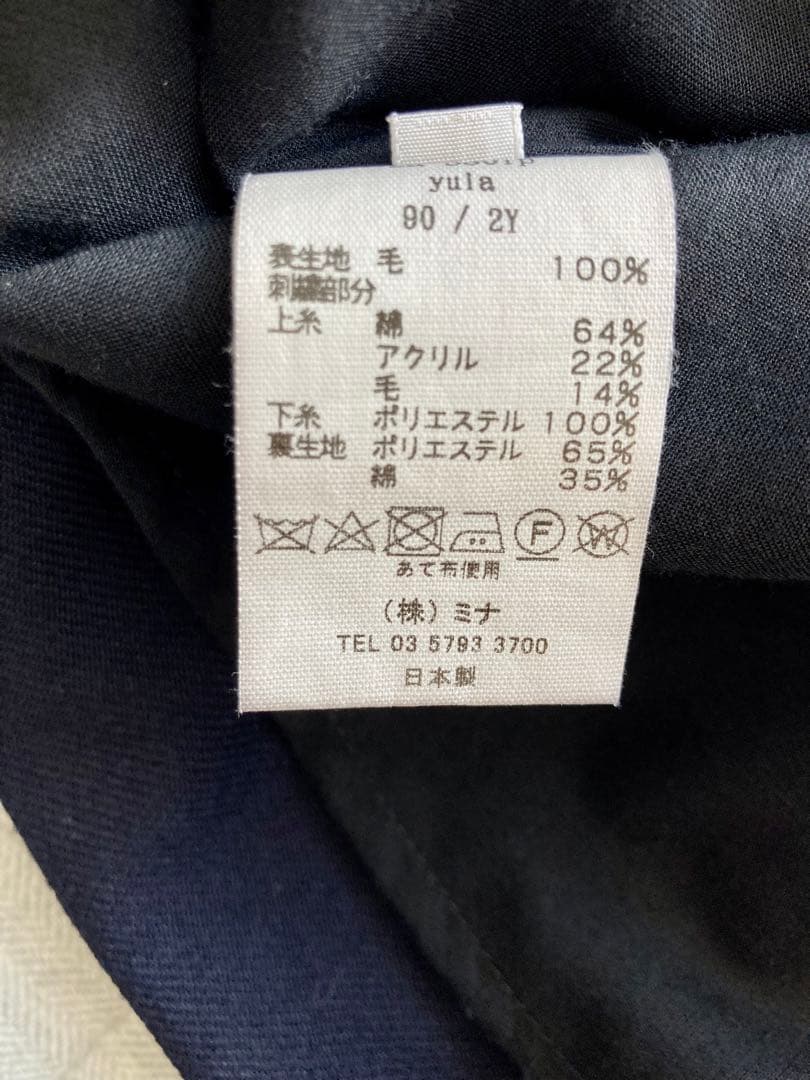 yula
90 / 2Y
表生地 毛 100%
刺繍部分
上糸 綿 64%
アクリル 22%
毛 14%
下糸 ポリエステル 100%
裏生地 ポリエステル 65%
綿 35%
F W
あて布使用
（株）ミナ
TEL 03 5793 3700
日本製